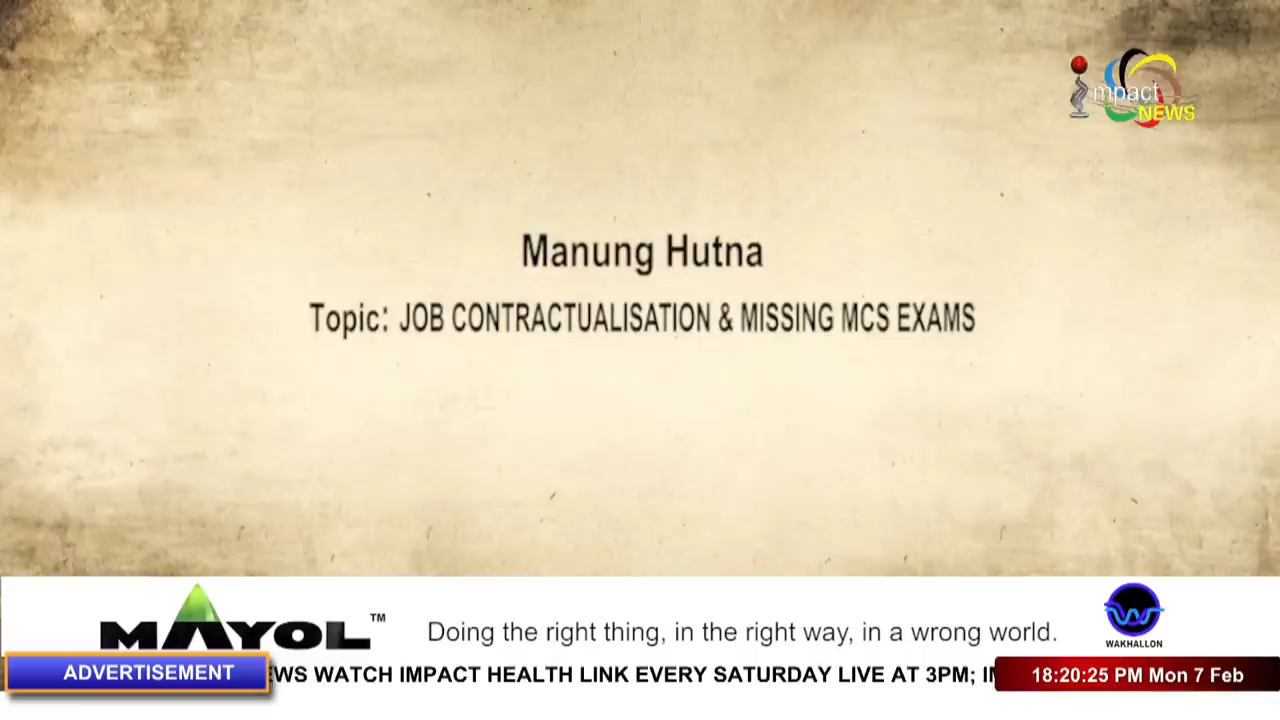 impact
NEWS
Manung Hutna
Topic: JOB CONTRACTUALISATION & MISSING MCS EXAMS
MAYOL™
Doing the right thing, in the right way, in a wrong world.
WAKHALLON
ADVERTISEMENT
WATCH IMPACT HEALTH LINK EVERY SATURDAY LIVE AT 3PM;
18:20:25 PM Mon 7 Feb